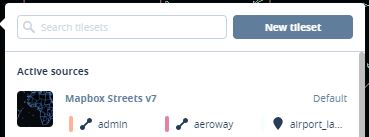 Search tilesets New tileset
Active sources
Mapbox Streets v7 Default
admin aeroway airport_la...